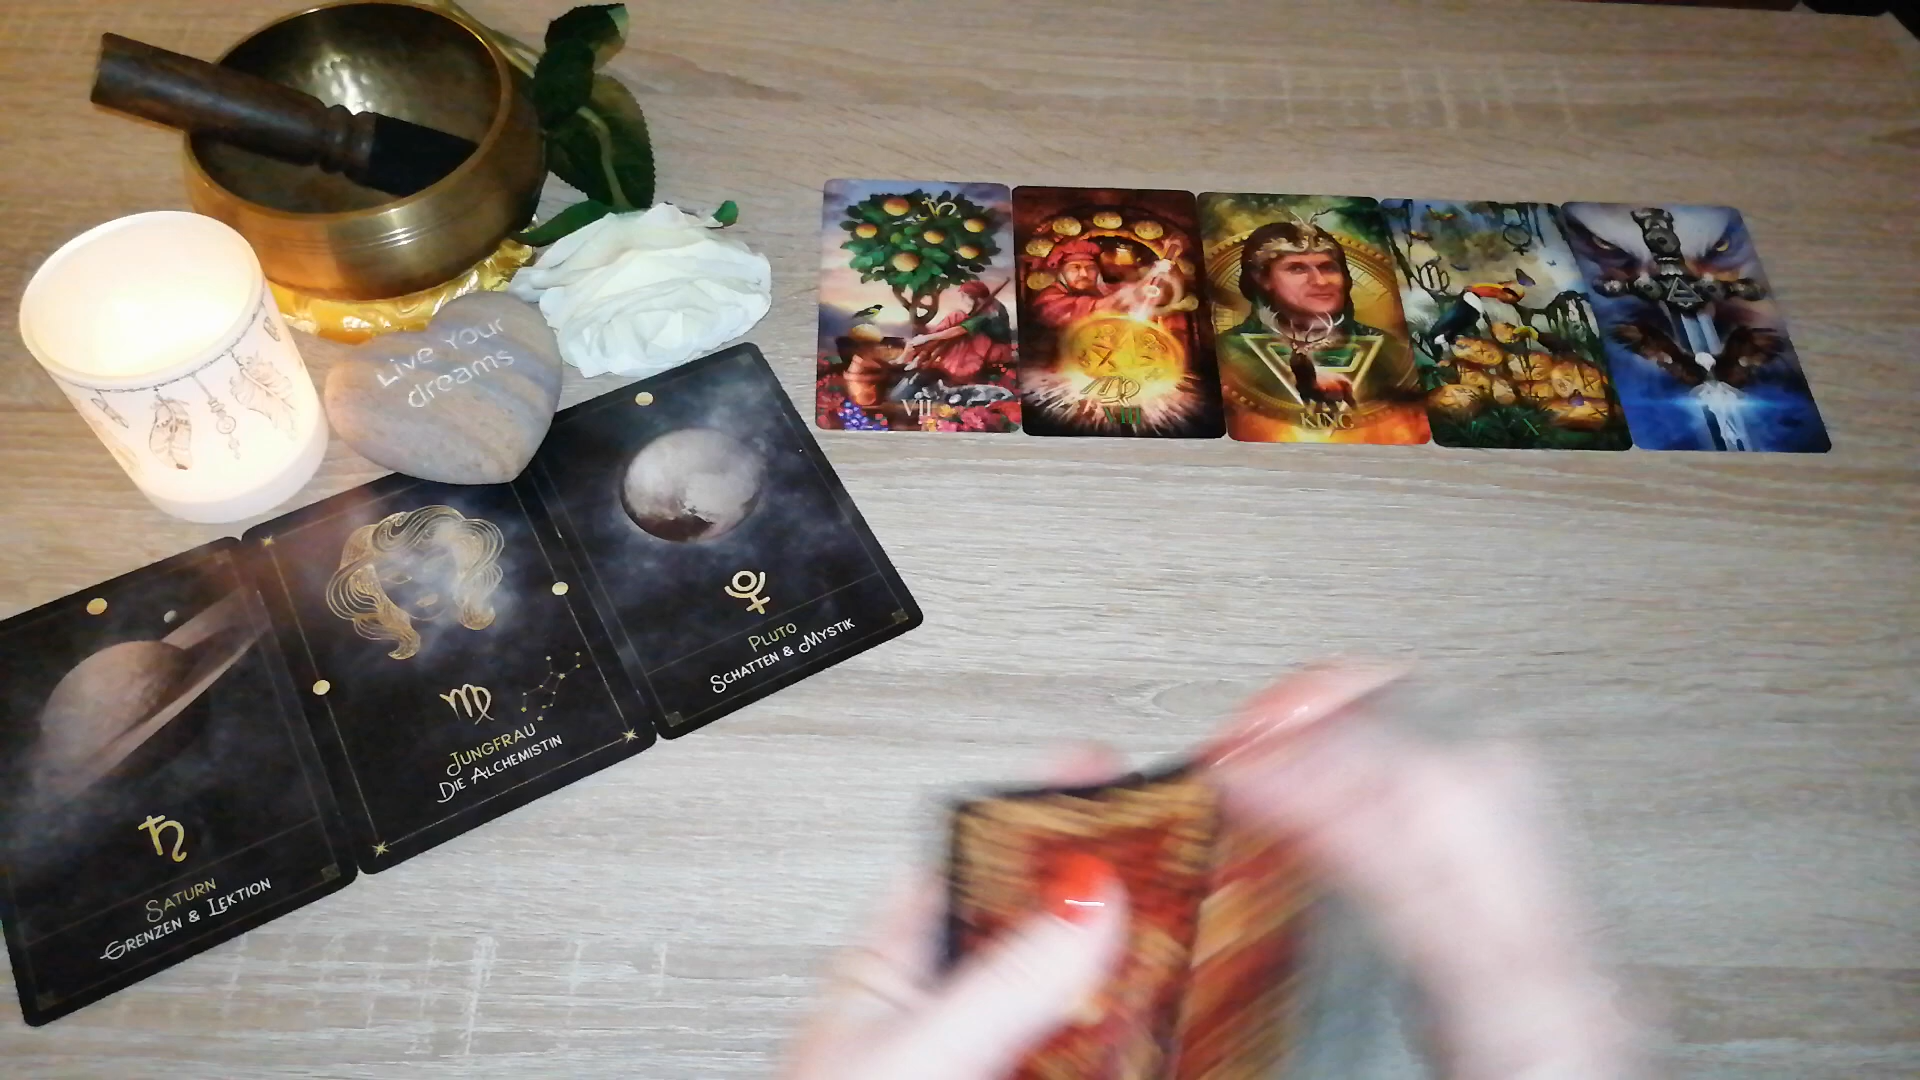 Live Your
dreams
VII
VIII
KING
X
PLUTO
SCHATTEN & MYSTIK
JUNGFRAU
DIE ALCHEMISTIN
SATURN
GRENZEN & LEKTION